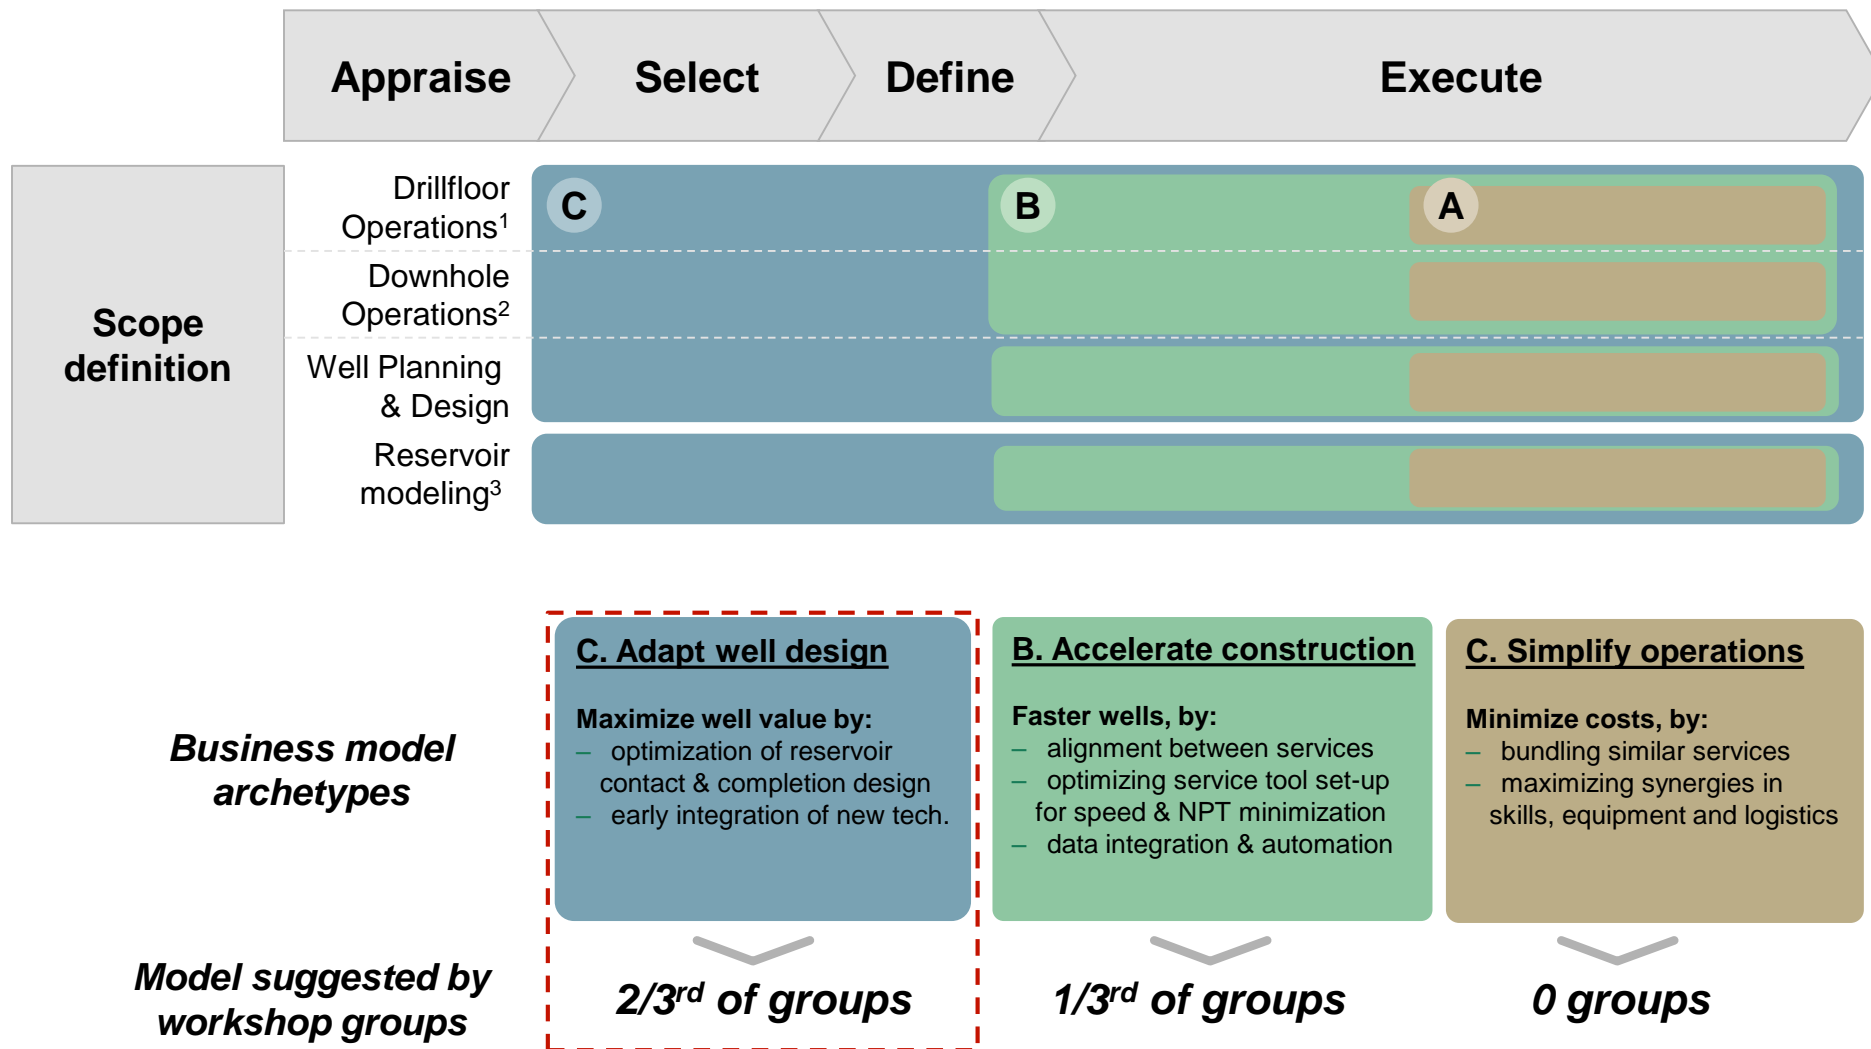 Appraise
Select
Define
Execute
Scope
definition
Drillfloor
Operations1
Downhole
Operations2
Well Planning
& Design
Reservoir
modeling3
C
B
A
Business model
archetypes
C. Adapt well design
Maximize well value by:
– optimization of reservoir
contact & completion design
– early integration of new tech.
B. Accelerate construction
Faster wells, by:
– alignment between services
– optimizing service tool set-up
for speed & NPT minimization
– data integration & automation
C. Simplify operations
Minimize costs, by:
– bundling similar services
– maximizing synergies in
skills, equipment and logistics
Model suggested by
workshop groups
2/3rd of groups
1/3rd of groups
0 groups